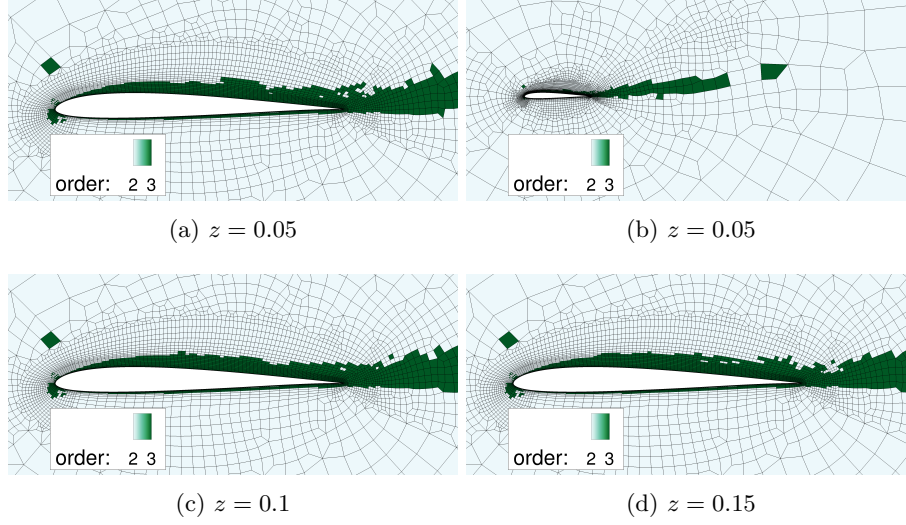 order: 2 3
order: 2 3
(a) z = 0.05
(b) z = 0.05
order: 2 3
order: 2 3
(c) z = 0.1
(d) z = 0.15